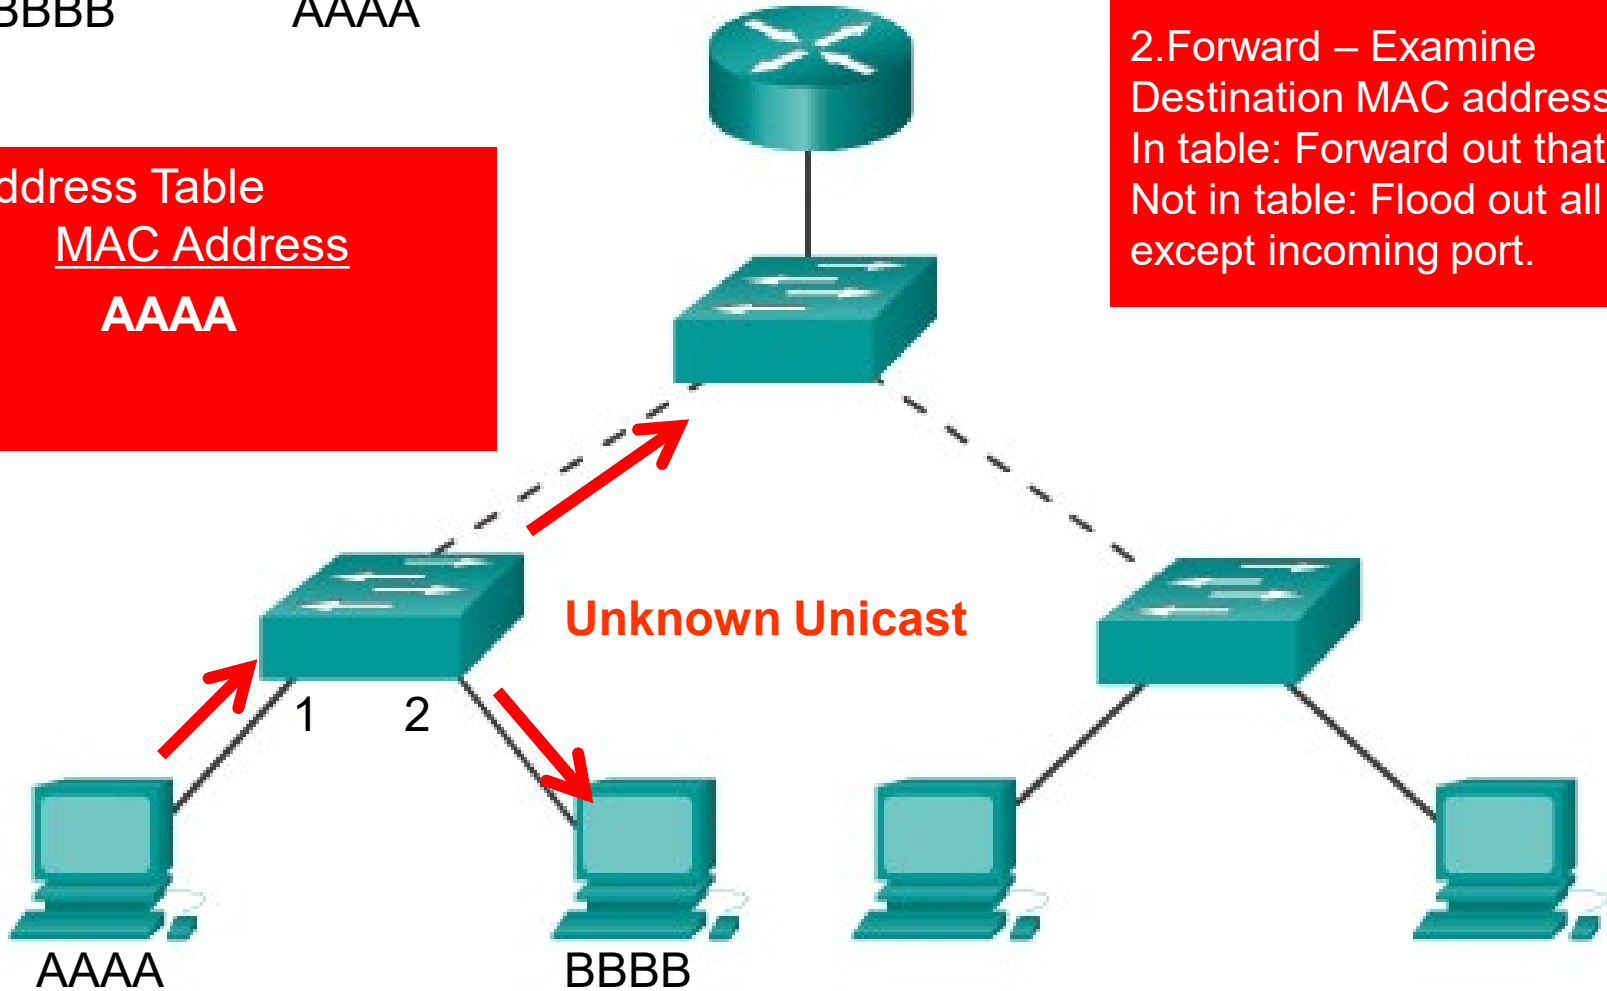 BBBB AAAA
2.Forward – Examine
Destination MAC address
In table: Forward out that
Not in table: Flood out all
except incoming port.
ddress Table
MAC Address
AAAA
Unknown Unicast
1 2
AAAA BBBB